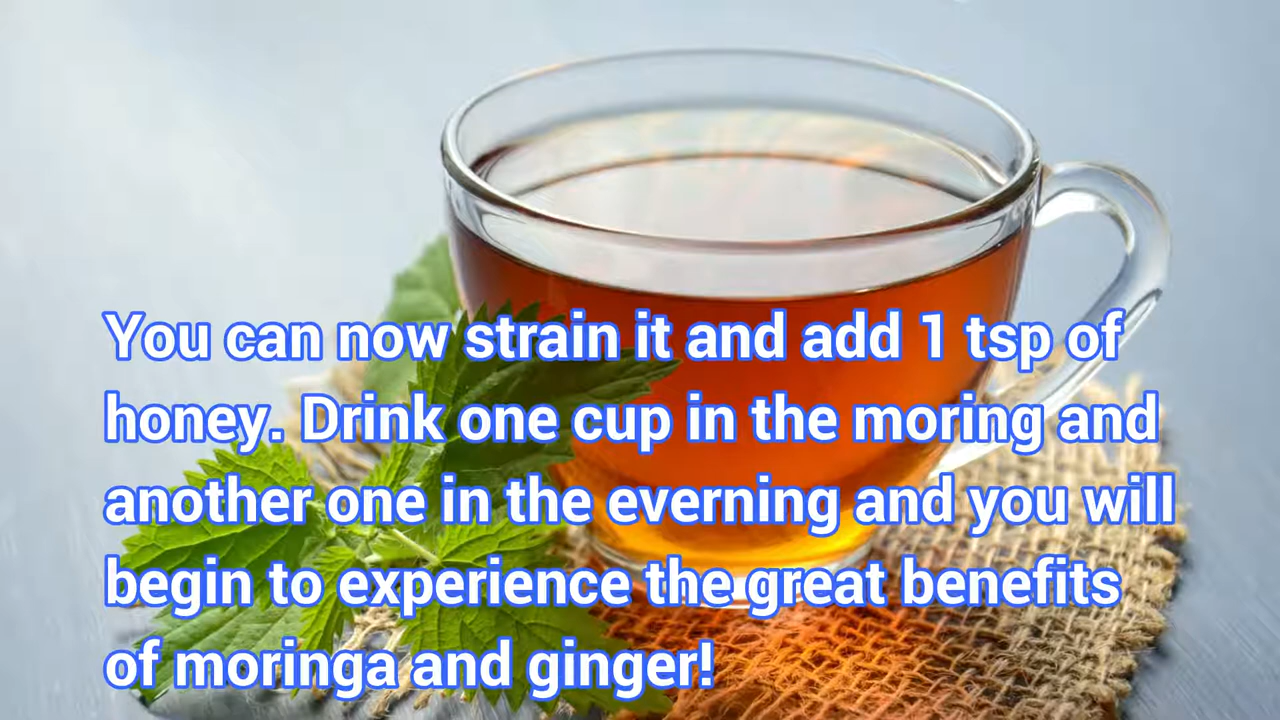 You can now strain it and add 1 tsp of
honey. Drink one cup in the moring and
another one in the everning and you will
begin to experience the great benefits
of moringa and ginger!